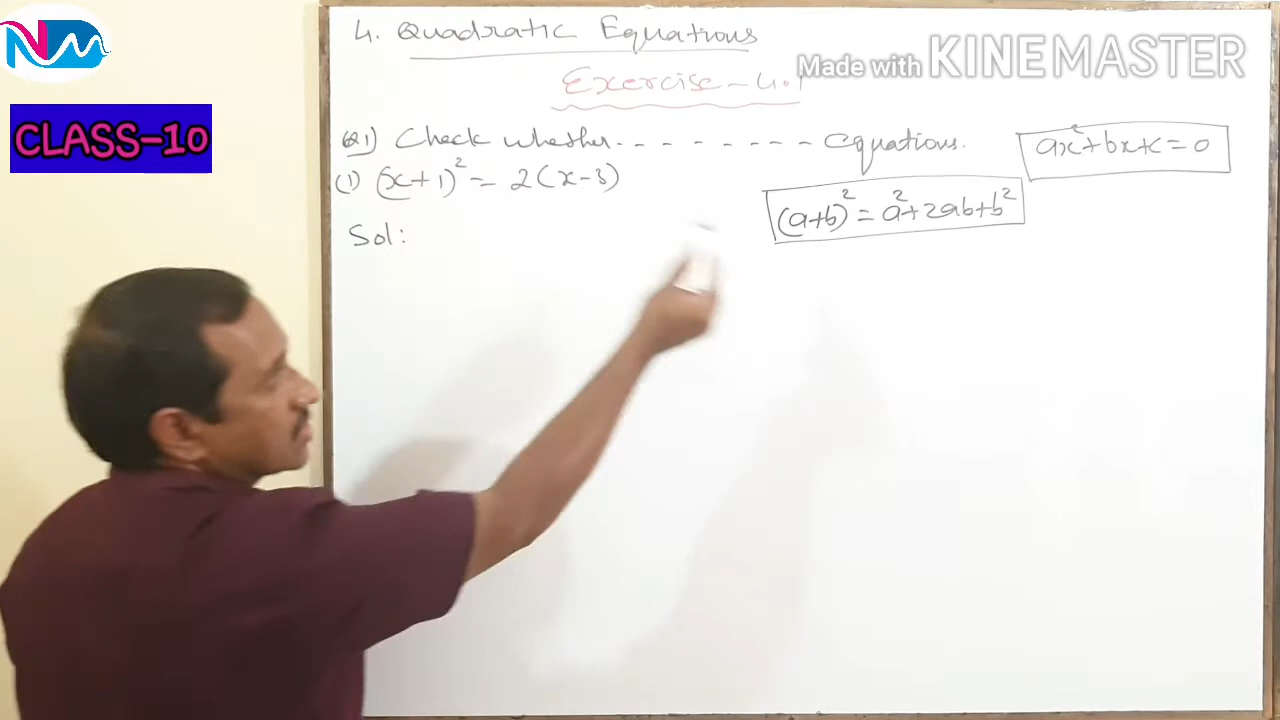 NM
4. Quadratic Equations
Made with KINEMASTER
Exercise - 4.1
CLASS-10
Q1) Check whether. - - - - - - - - equations.
ax²+bx+c=0
(i) (x+1)² = 2(x-3)
(a+b)² = a²+2ab+b²
Sol: